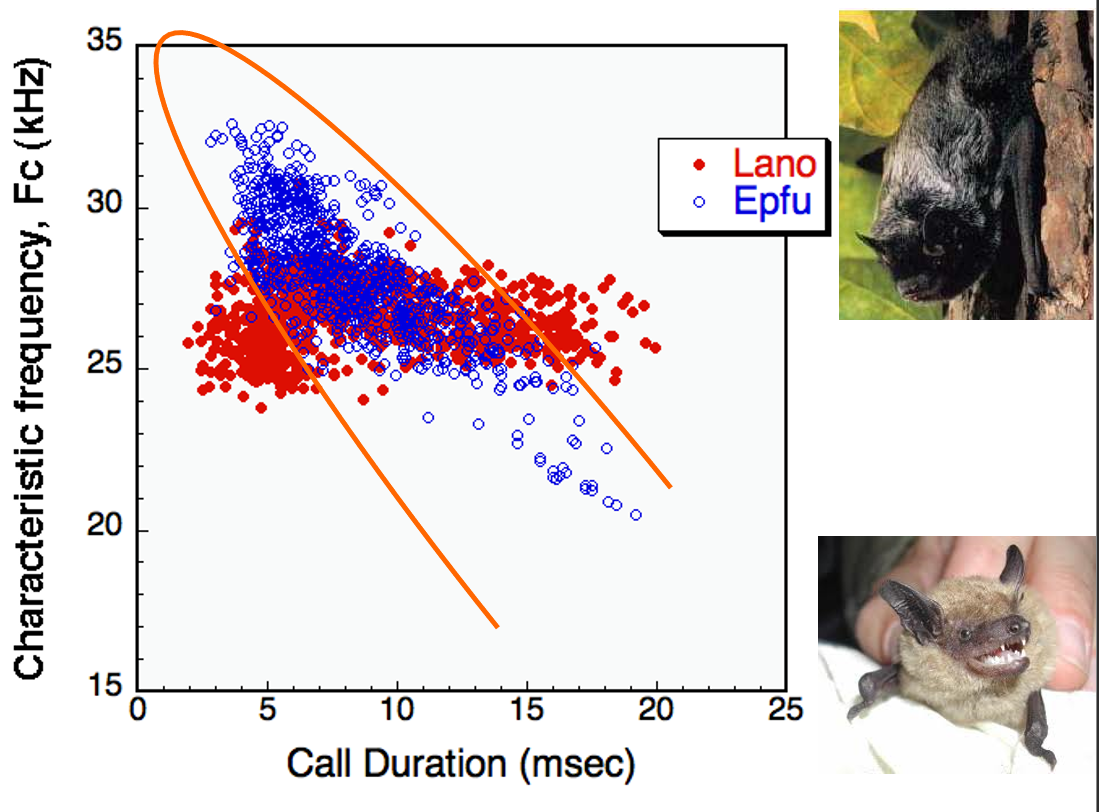 Characteristic frequency, Fc (kHz)
35
30
25
20
15
0 5 10 15 20 25
Call Duration (msec)
Lano
Epfu